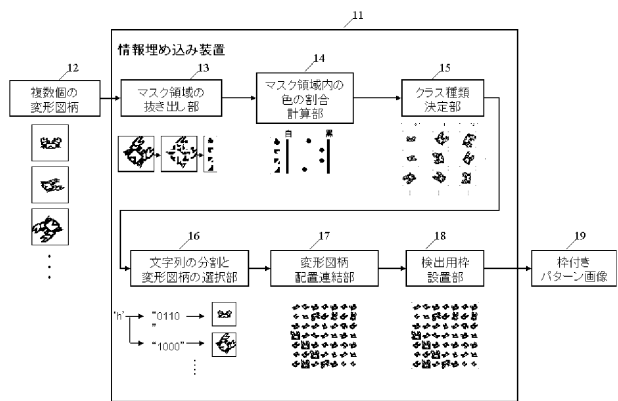 11
情報埋め込み装置
12
複数個の
変形図柄
13
マスク領域の
抜き出し部
14
マスク領域内の
色の割合
計算部
15
クラス種類
決定部
白
黒
16
文字列の分割と
変形図柄の選択部
17
変形図柄
配置連結部
18
検出用枠
設置部
19
枠付き
パターン画像
'h'
"0110
"
"1000"